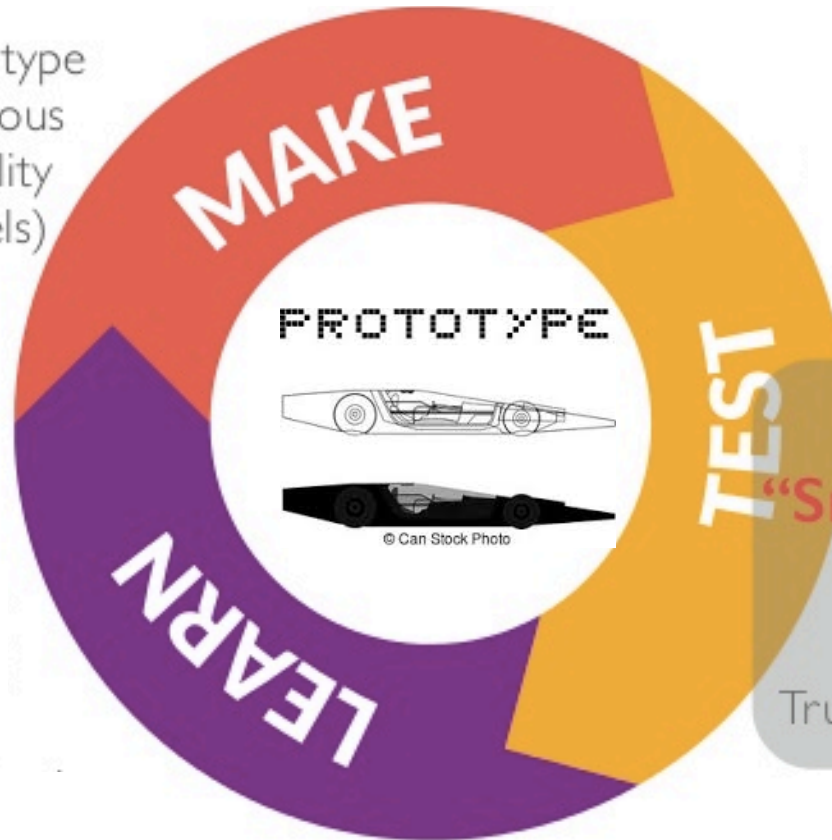 type
ous
lity
els)
MAKE
TEST
LEARN
PROTOTYPE
© Can Stock Photo
“S
Tru